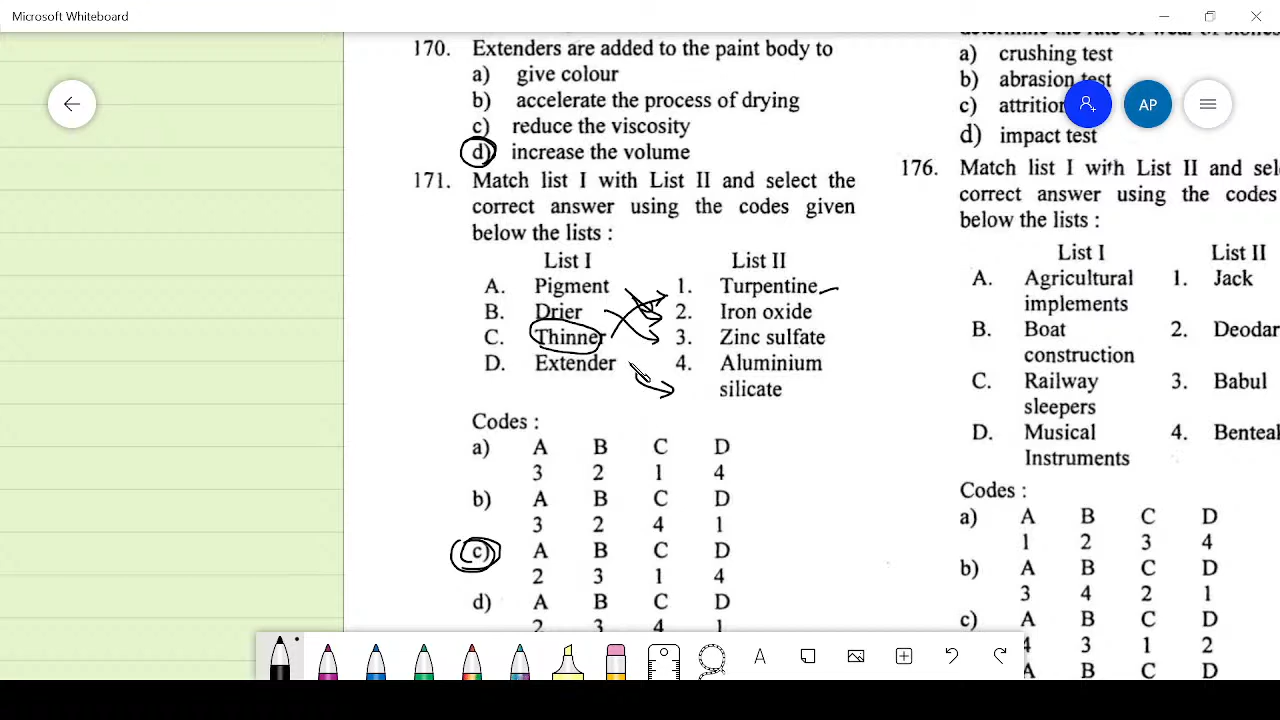 Microsoft Whiteboard
170. Extenders are added to the paint body to
a) give colour
b) accelerate the process of drying
c) reduce the viscosity
d) increase the volume
171. Match list I with List II and select the
correct answer using the codes given
below the lists :
List I List II
A. Pigment 1. Turpentine
B. Drier 2. Iron oxide
C. Thinner 3. Zinc sulfate
D. Extender 4. Aluminium
silicate
Codes :
a) A B C D
3 2 1 4
b) A B C D
3 2 4 1
c) A B C D
2 3 1 4
d) A B C D
2 3 4 1
a) crushing test
b) abrasion test
c) attrition
d) impact test
AP
176. Match list I with List II and sel
correct answer using the codes
below the lists :
List I List II
A. Agricultural 1. Jack
implements
B. Boat 2. Deodar
construction
C. Railway 3. Babul
sleepers
D. Musical 4. Benteak
Instruments
Codes :
a) A B C D
1 2 3 4
b) A B C D
3 4 2 1
c) A B C D
4 3 1 2
A B C D
A